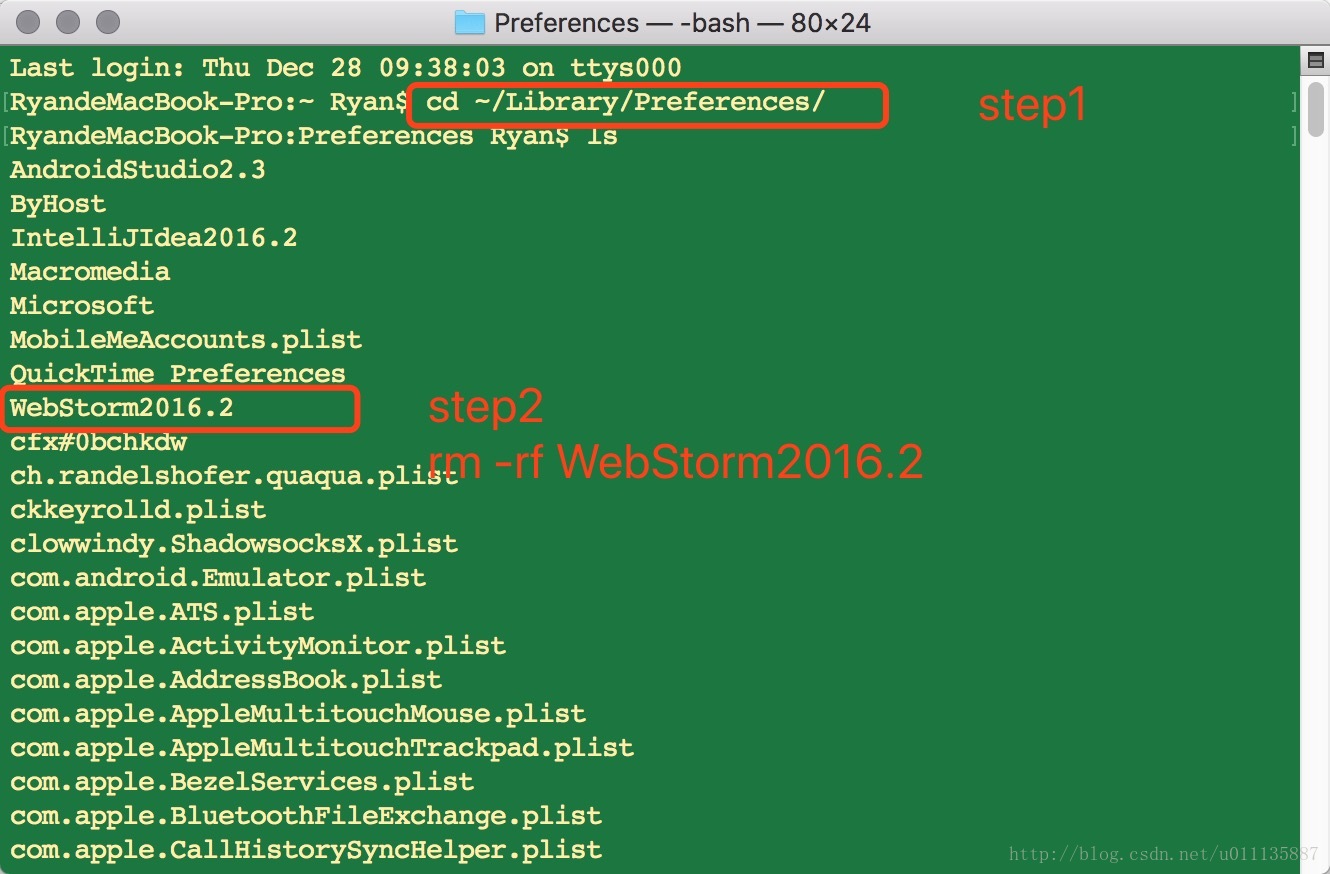 Preferences — -bash — 80×24
Last login: Thu Dec 28 09:38:03 on ttys000
[RyandeMacBook-Pro:~ Ryan$ cd ~/Library/Preferences/ ]
step1
[RyandeMacBook-Pro:Preferences Ryan$ ls ]
AndroidStudio2.3
ByHost
IntelliJIdea2016.2
Macromedia
Microsoft
MobileMeAccounts.plist
QuickTime Preferences
WebStorm2016.2
step2
cfx#0bchkdw
rm -rf WebStorm2016.2
ch.randelshofer.quaqua.plist
ckkeyrolld.plist
clowwindy.ShadowsocksX.plist
com.android.Emulator.plist
com.apple.ATS.plist
com.apple.ActivityMonitor.plist
com.apple.AddressBook.plist
com.apple.AppleMultitouchMouse.plist
com.apple.AppleMultitouchTrackpad.plist
com.apple.BezelServices.plist
com.apple.BluetoothFileExchange.plist
com.apple.CallHistorySyncHelper.plist
http://blog.csdn.net/u011135887